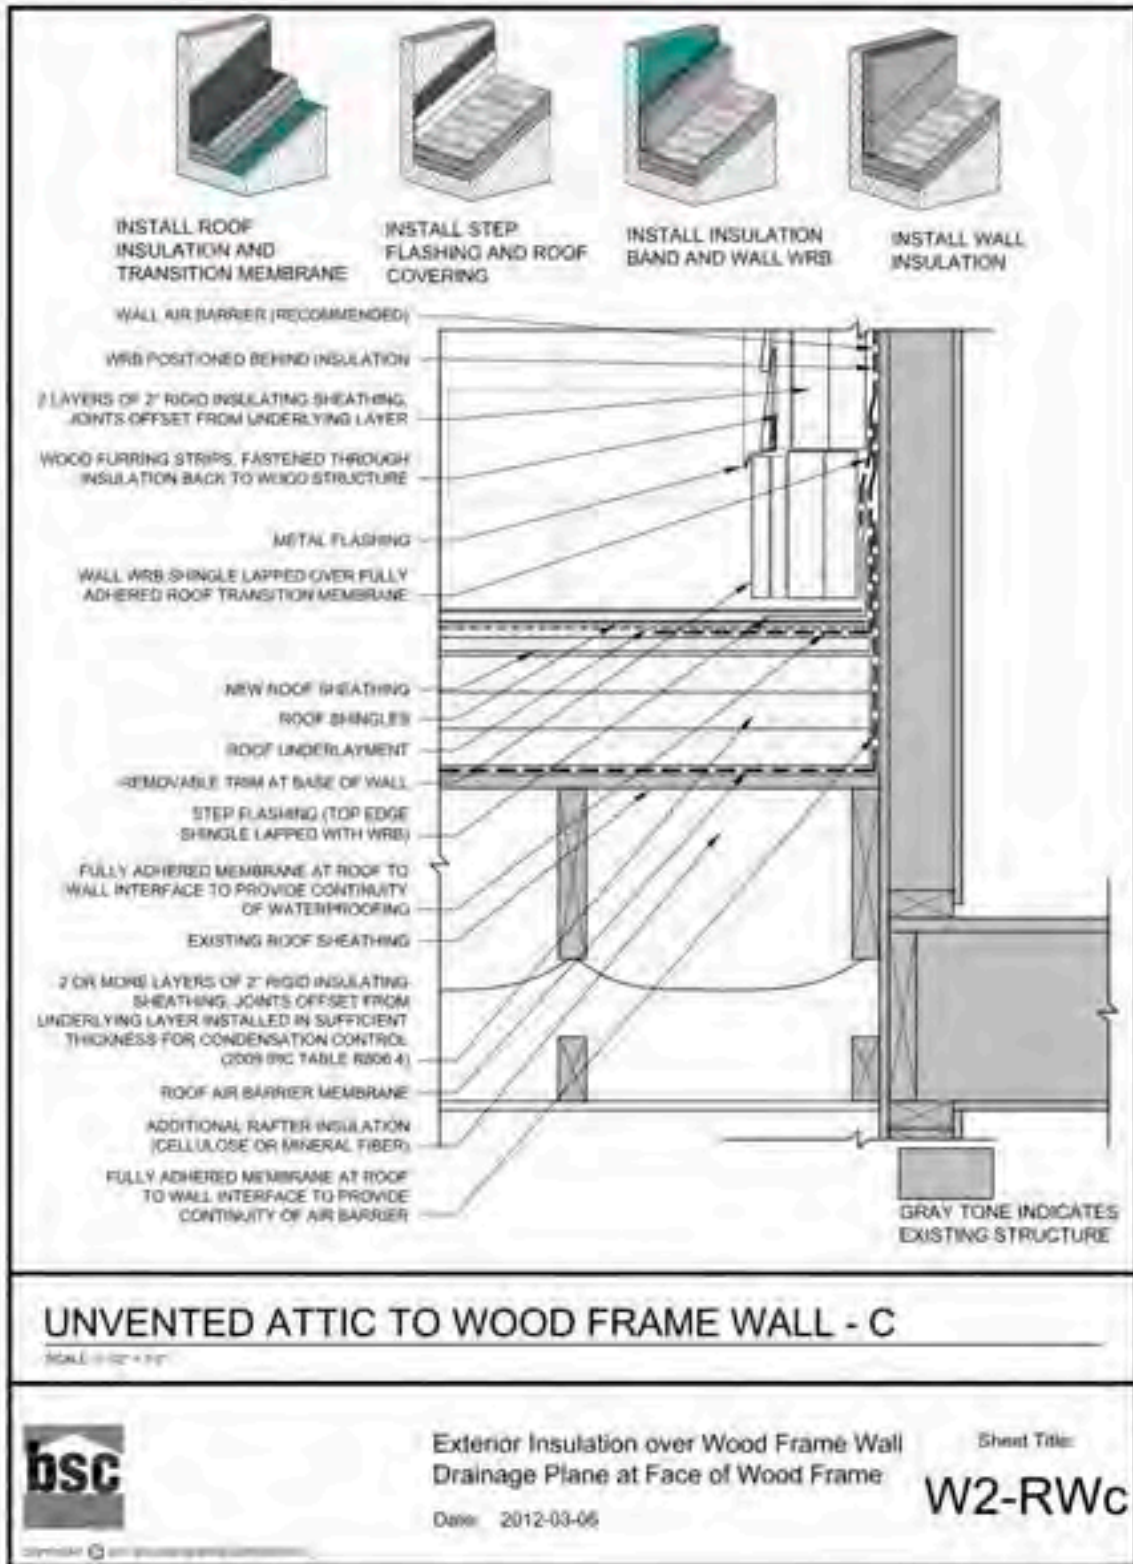 INSTALL ROOF
INSULATION AND
TRANSITION MEMBRANE
INSTALL STEP
FLASHING AND ROOF
COVERING
INSTALL INSULATION
BAND AND WALL WRB
INSTALL WALL
INSULATION
WALL AIR BARRIER (RECOMMENDED)
WRB POSITIONED BEHIND INSULATION
2 LAYERS OF 2" RIGID INSULATING SHEATHING,
JOINTS OFFSET FROM UNDERLYING LAYER
WOOD FURRING STRIPS, FASTENED THROUGH
INSULATION BACK TO WOOD STRUCTURE
METAL FLASHING
WALL WRB SHINGLE LAPPED OVER FULLY
ADHERED ROOF TRANSITION MEMBRANE
NEW ROOF SHEATHING
ROOF SHINGLES
ROOF UNDERLAYMENT
REMOVABLE TRIM AT BASE OF WALL
STEP FLASHING (TOP EDGE
SHINGLE LAPPED WITH WRB)
FULLY ADHERED MEMBRANE AT ROOF TO
WALL INTERFACE TO PROVIDE CONTINUITY
OF WATERPROOFING
EXISTING ROOF SHEATHING
2 OR MORE LAYERS OF 2" RIGID INSULATING
SHEATHING, JOINTS OFFSET FROM
UNDERLYING LAYER INSTALLED IN SUFFICIENT
THICKNESS FOR CONDENSATION CONTROL
(2009 IRC TABLE R806.4)
ROOF AIR BARRIER MEMBRANE
ADDITIONAL RAFTER INSULATION
(CELLULOSE OR MINERAL FIBER)
FULLY ADHERED MEMBRANE AT ROOF
TO WALL INTERFACE TO PROVIDE
CONTINUITY OF AIR BARRIER
GRAY TONE INDICATES
EXISTING STRUCTURE
UNVENTED ATTIC TO WOOD FRAME WALL - C
SCALE
bsc
Exterior Insulation over Wood Frame Wall
Drainage Plane at Face of Wood Frame
Date: 2012-03-06
Sheet Title:
W2-RWc
COPYRIGHT ©